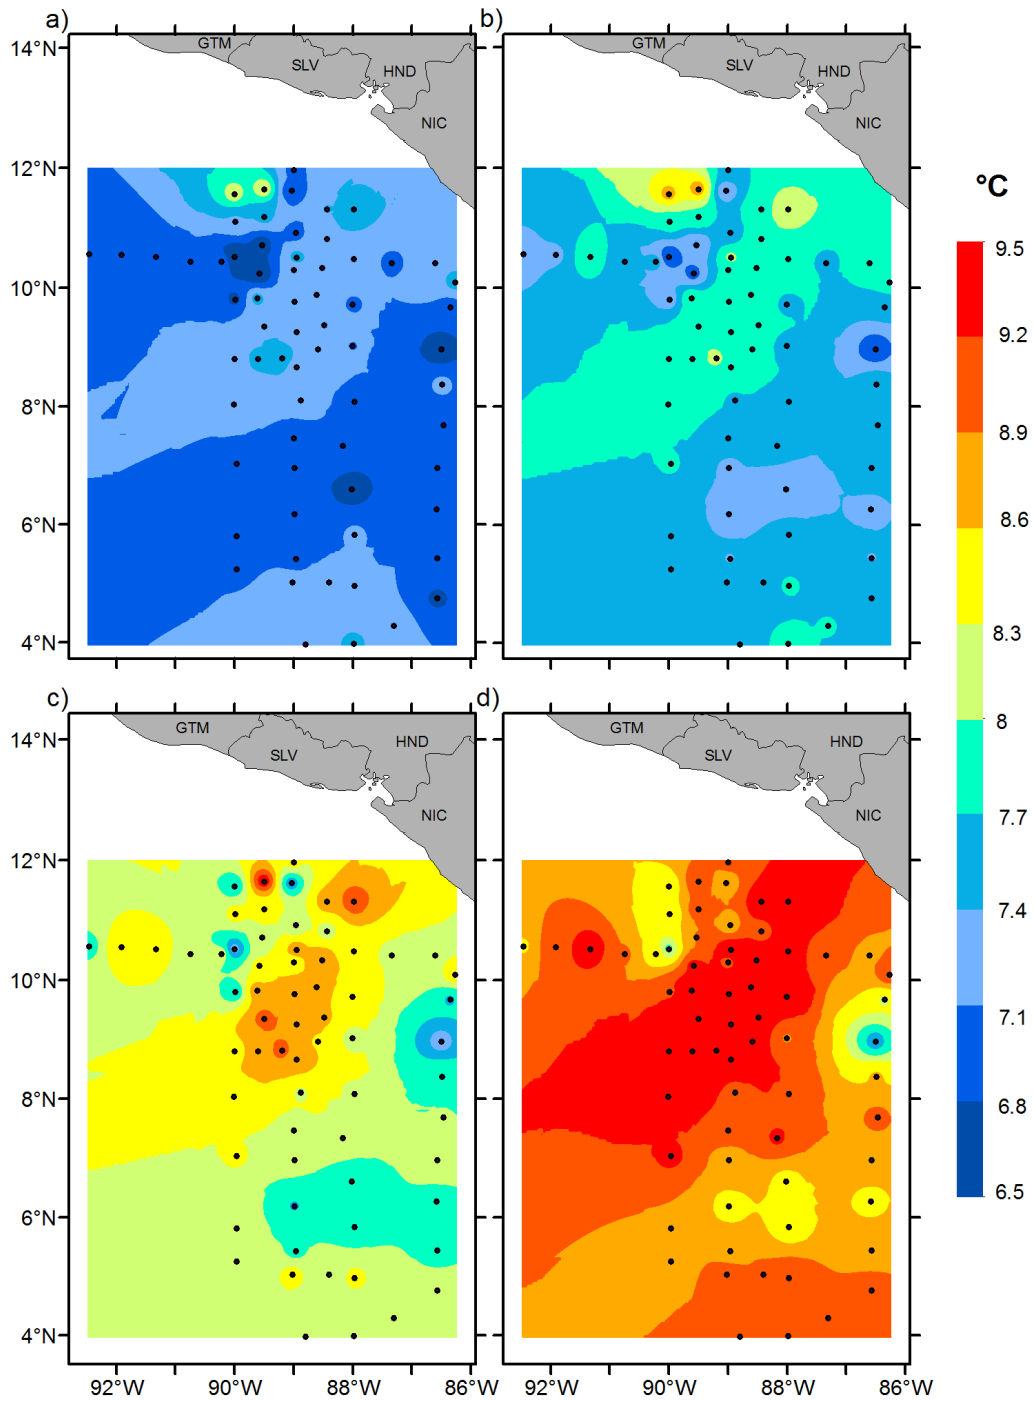 a)
b)
14°N
GTM
SLV
HND
NIC
GTM
SLV
HND
NIC
12°N
10°N
8°N
6°N
4°N
°C
9.5
9.2
8.9
8.6
8.3
8
7.7
7.4
7.1
6.8
6.5
c)
d)
14°N
GTM
SLV
HND
NIC
GTM
SLV
HND
NIC
12°N
10°N
8°N
6°N
4°N
92°W
90°W
88°W
86°W
92°W
90°W
88°W
86°W